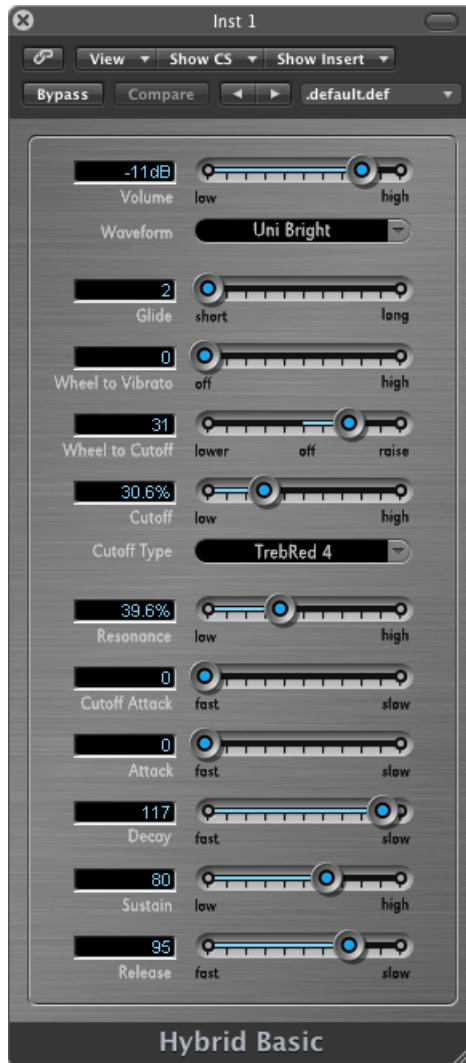 Inst 1
View Show CS Show Insert
Bypass Compare .default.def
-11dB
Volume low high
Waveform Uni Bright
2
Glide short long
0
Wheel to Vibrato off high
31
Wheel to Cutoff lower off raise
30.6%
Cutoff low high
Cutoff Type TrebRed 4
39.6%
Resonance low high
0
Cutoff Attack fast slow
0
Attack fast slow
117
Decay fast slow
80
Sustain low high
95
Release fast slow
Hybrid Basic